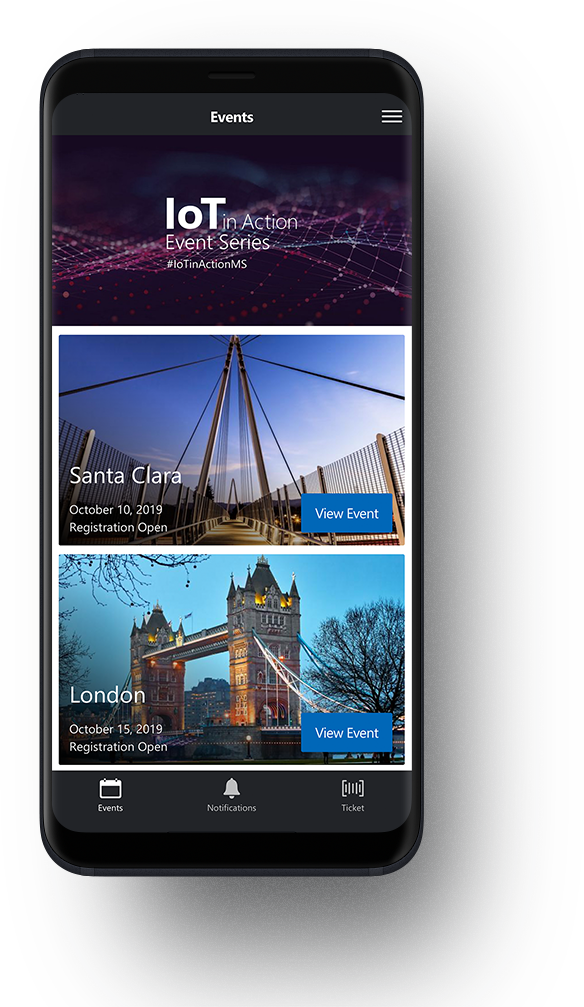 Events
IoT in Action
Event Series
#IoTinActionMS
Santa Clara
October 10, 2019
Registration Open
View Event
London
October 15, 2019
Registration Open
View Event
Events
Notifications
Ticket